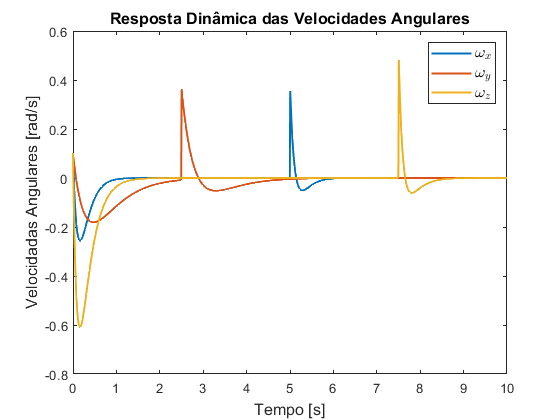 Resposta Dinâmica das Velocidades Angulares
Velocidadas Angulares [rad/s]
0.6
0.4
0.2
0
-0.2
-0.4
-0.6
-0.8
ωx
ωy
ωz
0 1 2 3 4 5 6 7 8 9 10
Tempo [s]